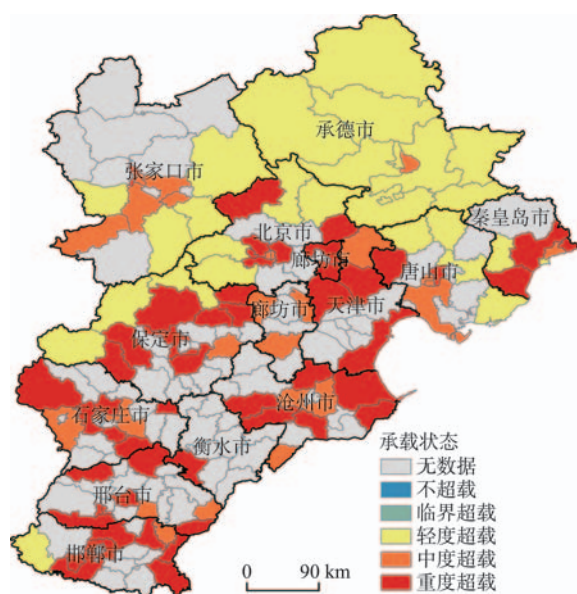 承德市
张家口市
秦皇岛市
北京市
廊坊市
唐山市
廊坊市
天津市
保定市
沧州市
石家庄市
衡水市
邢台市
邯郸市
承载状态
无数据
不超载
临界超载
轻度超载
中度超载
重度超载
0 90 km